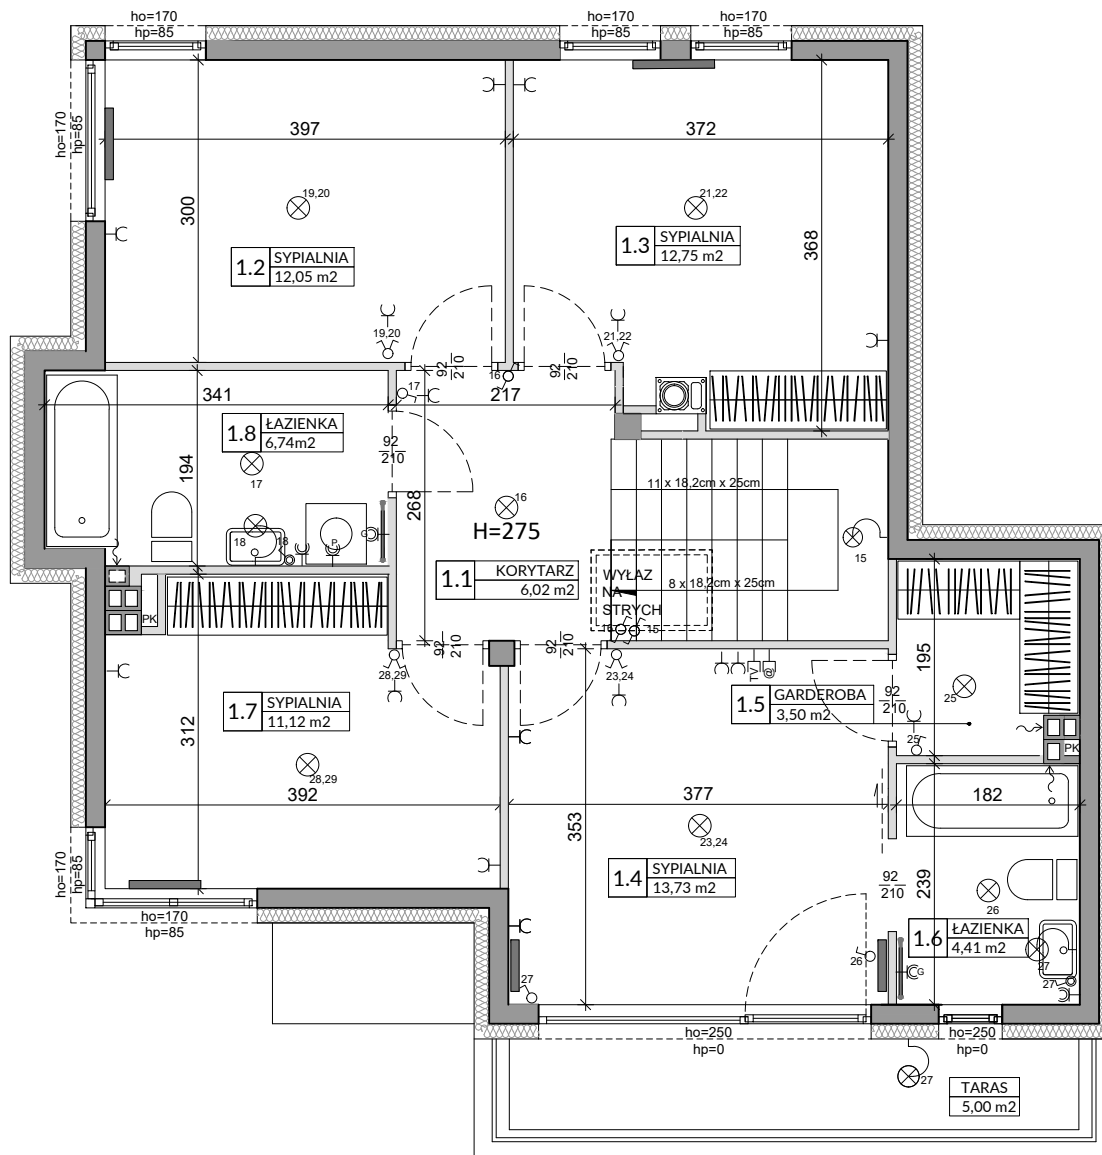 ho=170
hp=85
ho=170
hp=85
ho=170
hp=85
ho=170
hp=85
397
372
300
368
19,20
21,22
1.2 SYPIALNIA
12,05 m2
1.3 SYPIALNIA
12,75 m2
19,20
21,22
92
210
16
92
210
17
341
217
1.8 ŁAZIENKA
6,74m2
92
210
194
17
268
11 x 18,2cm x 25cm
16
H=275
18
18
P
G
15
1.1 KORYTARZ
6,02 m2
WYŁAZ
NA
STRYCH
8 x 18,2cm x 25cm
PK
16
15
92
210
92
210
28,29
23,24
TV
@
195
1.7 SYPIALNIA
11,12 m2
1.5 GARDEROBA
3,50 m2
92
210
25
25
PK
312
28,29
392
377
182
353
23,24
1.4 SYPIALNIA
13,73 m2
92
210
239
26
ho=170
hp=85
ho=170
hp=85
1.6 ŁAZIENKA
4,41 m2
27
26
G
27
27
ho=250
hp=0
ho=250
hp=0
27
TARAS
5,00 m2